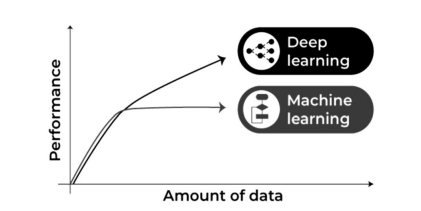 Deep
learning
Machine
learning
Performance
Amount of data